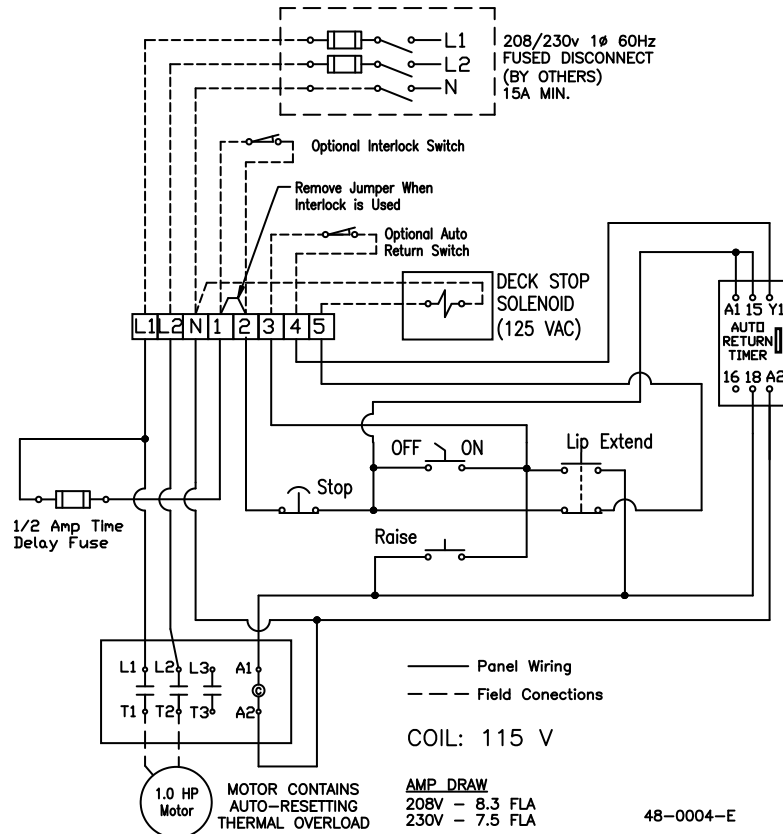 L1
L2
N
208/230v 1ø 60Hz
FUSED DISCONNECT
(BY OTHERS)
15A MIN.
Optional Interlock Switch
Remove Jumper When
Interlock is Used
Optional Auto
Return Switch
DECK STOP
SOLENOID
(125 VAC)
L1 L2 N 1 2 3 4 5
A1 15 Y1
AUTO
RETURN
TIMER
16 18 A2
OFF ON
Lip Extend
Stop
1/2 Amp Time
Delay Fuse
Raise
L1 L2 L3 A1
C
T1 T2 T3 A2
Panel Wiring
Field Conections
COIL: 115 V
1.0 HP
Motor
MOTOR CONTAINS
AUTO-RESETTING
THERMAL OVERLOAD
AMP DRAW
208V - 8.3 FLA
230V - 7.5 FLA
48-0004-E